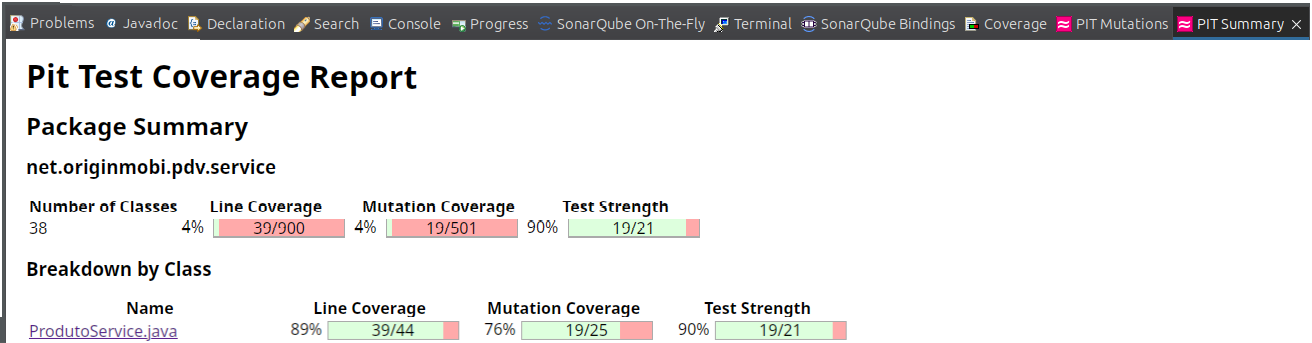 Problems @ Javadoc Declaration Search Console Progress SonarQube On-The-Fly Terminal SonarQube Bindings Coverage PIT Mutations PIT Summary
Pit Test Coverage Report
Package Summary
net.originmobi.pdv.service
Number of Classes Line Coverage Mutation Coverage Test Strength
38 4% 39/900 4% 19/501 90% 19/21
Breakdown by Class
Name Line Coverage Mutation Coverage Test Strength
ProdutoService.java 89% 39/44 76% 19/25 90% 19/21